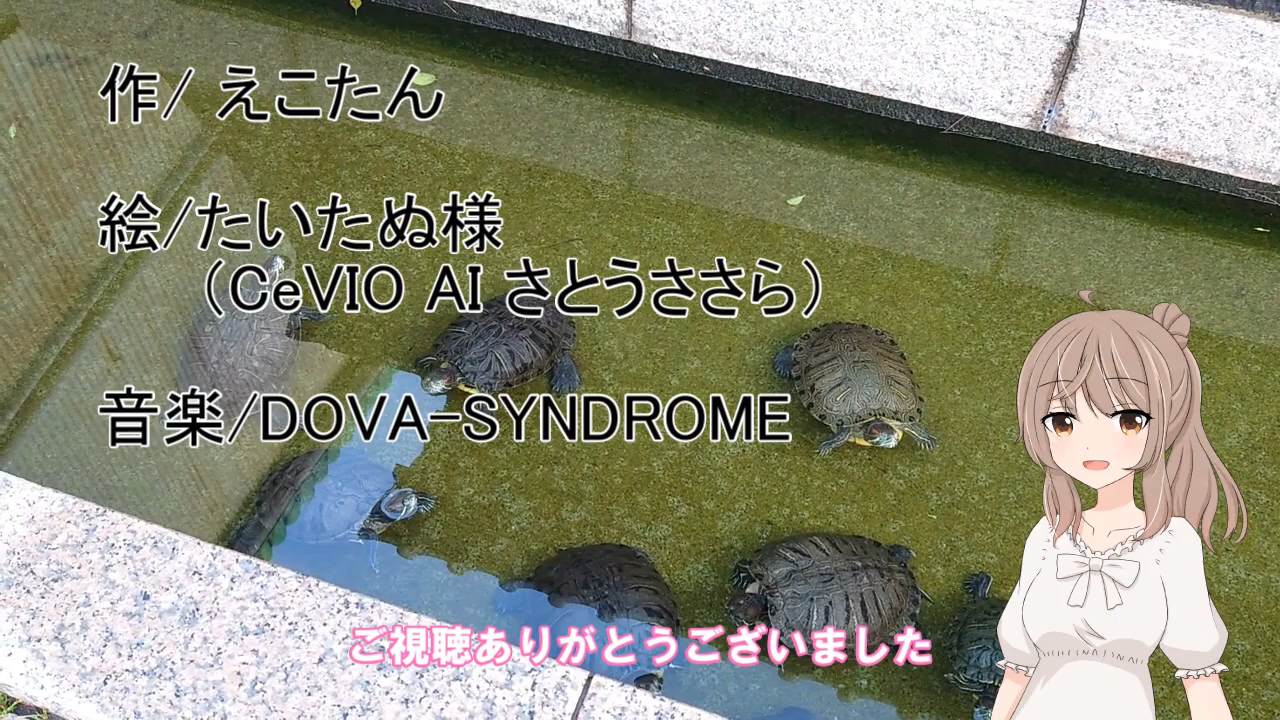 作/ えこたん
絵/たいたぬ様
（CeVIO AI さとうささら）
音楽/DOVA-SYNDROME
ご視聴ありがとうございました